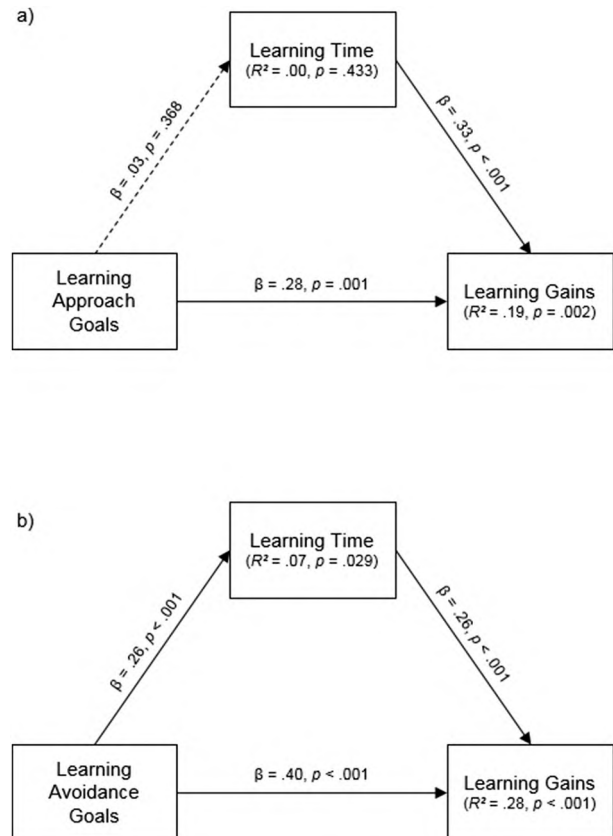 a)
Learning Time
(R² = .00, p = .433)
β = .03, p = .368
β = .33, p < .001
Learning
Approach
Goals
β = .28, p = .001
Learning Gains
(R² = .19, p = .002)
b)
Learning Time
(R² = .07, p = .029)
β = .26, p < .001
β = .26, p < .001
Learning
Avoidance
Goals
β = .40, p < .001
Learning Gains
(R² = .28, p < .001)